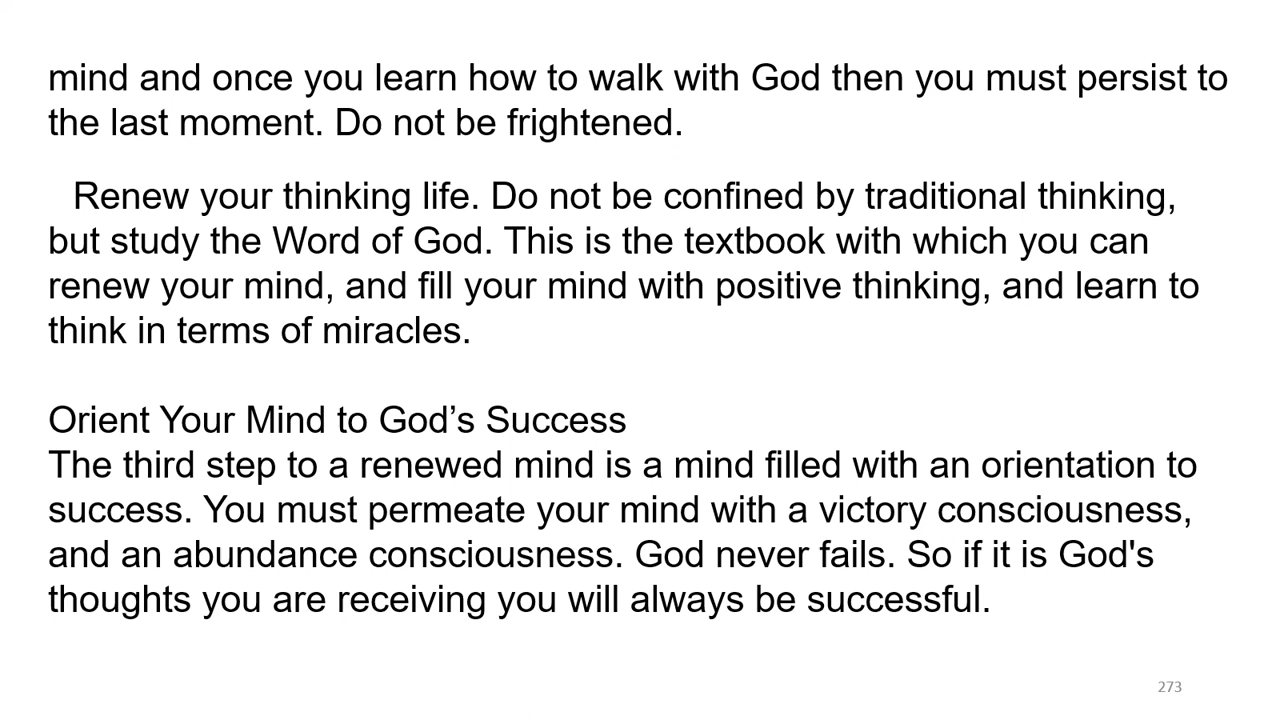 mind and once you learn how to walk with God then you must persist to
the last moment. Do not be frightened.
Renew your thinking life. Do not be confined by traditional thinking,
but study the Word of God. This is the textbook with which you can
renew your mind, and fill your mind with positive thinking, and learn to
think in terms of miracles.
Orient Your Mind to God’s Success
The third step to a renewed mind is a mind filled with an orientation to
success. You must permeate your mind with a victory consciousness,
and an abundance consciousness. God never fails. So if it is God's
thoughts you are receiving you will always be successful.
273